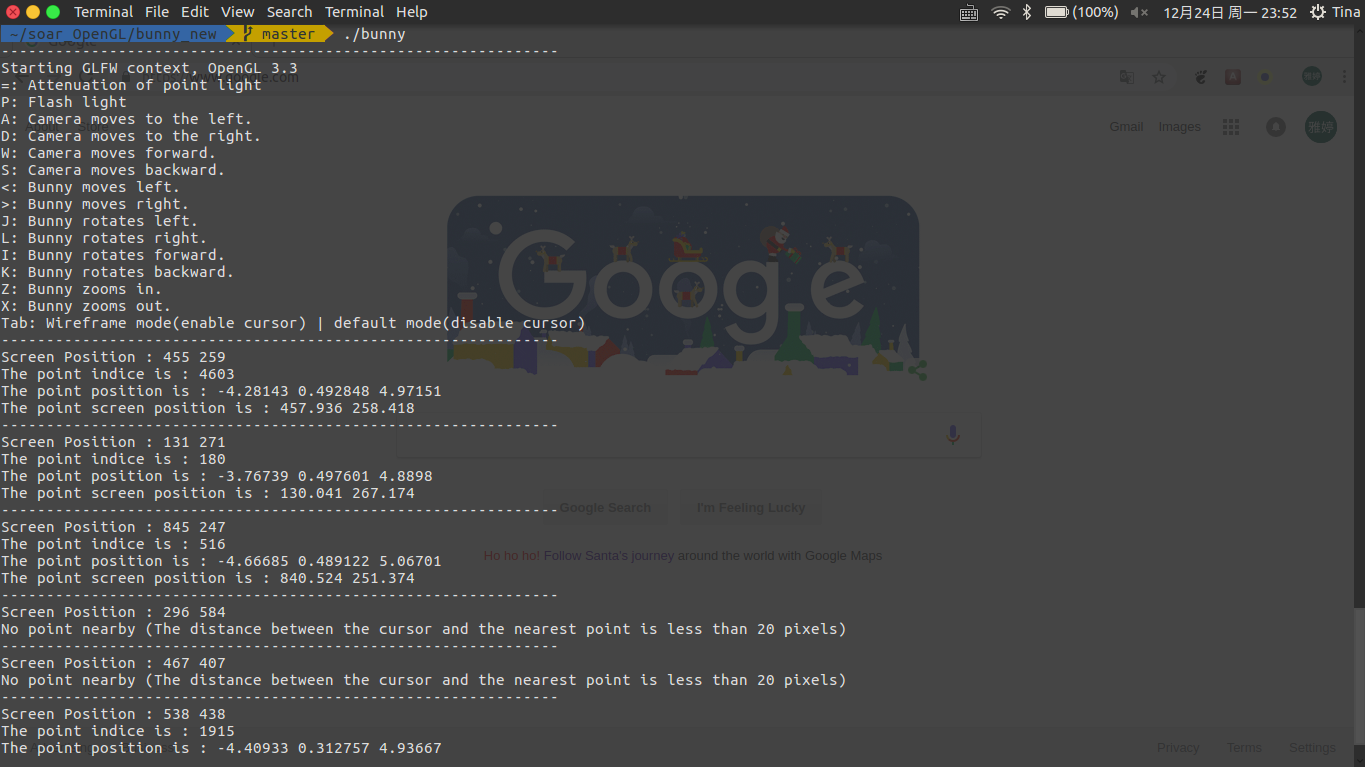 Terminal File Edit View Search Terminal Help (100%) 12月24日 周一 23:52 Tina
~/soar_OpenGL/bunny_new master ./bunny
--------------------------------------------------------------
Starting GLFW context, OpenGL 3.3
=: Attenuation of point light
P: Flash light
A: Camera moves to the left.
D: Camera moves to the right.
W: Camera moves forward.
S: Camera moves backward.
<: Bunny moves left.
>: Bunny moves right.
J: Bunny rotates left.
L: Bunny rotates right.
I: Bunny rotates forward.
K: Bunny rotates backward.
Z: Bunny zooms in.
X: Bunny zooms out.
Tab: Wireframe mode(enable cursor) | default mode(disable cursor)
--------------------------------------------------------------
Screen Position : 455 259
The point indice is : 4603
The point position is : -4.28143 0.492848 4.97151
The point screen position is : 457.936 258.418
--------------------------------------------------------------
Screen Position : 131 271
The point indice is : 180
The point position is : -3.76739 0.497601 4.8898
The point screen position is : 130.041 267.174
--------------------------------------------------------------
Screen Position : 845 247
The point indice is : 516
The point position is : -4.66685 0.489122 5.06701
The point screen position is : 840.524 251.374
--------------------------------------------------------------
Screen Position : 296 584
No point nearby (The distance between the cursor and the nearest point is less than 20 pixels)
--------------------------------------------------------------
Screen Position : 467 407
No point nearby (The distance between the cursor and the nearest point is less than 20 pixels)
--------------------------------------------------------------
Screen Position : 538 438
The point indice is : 1915
The point position is : -4.40933 0.312757 4.93667
Gmail Images 雅婷
Google
Google Search I'm Feeling Lucky
Ho ho ho! Follow Santa's journey around the world with Google Maps
Privacy Terms Settings